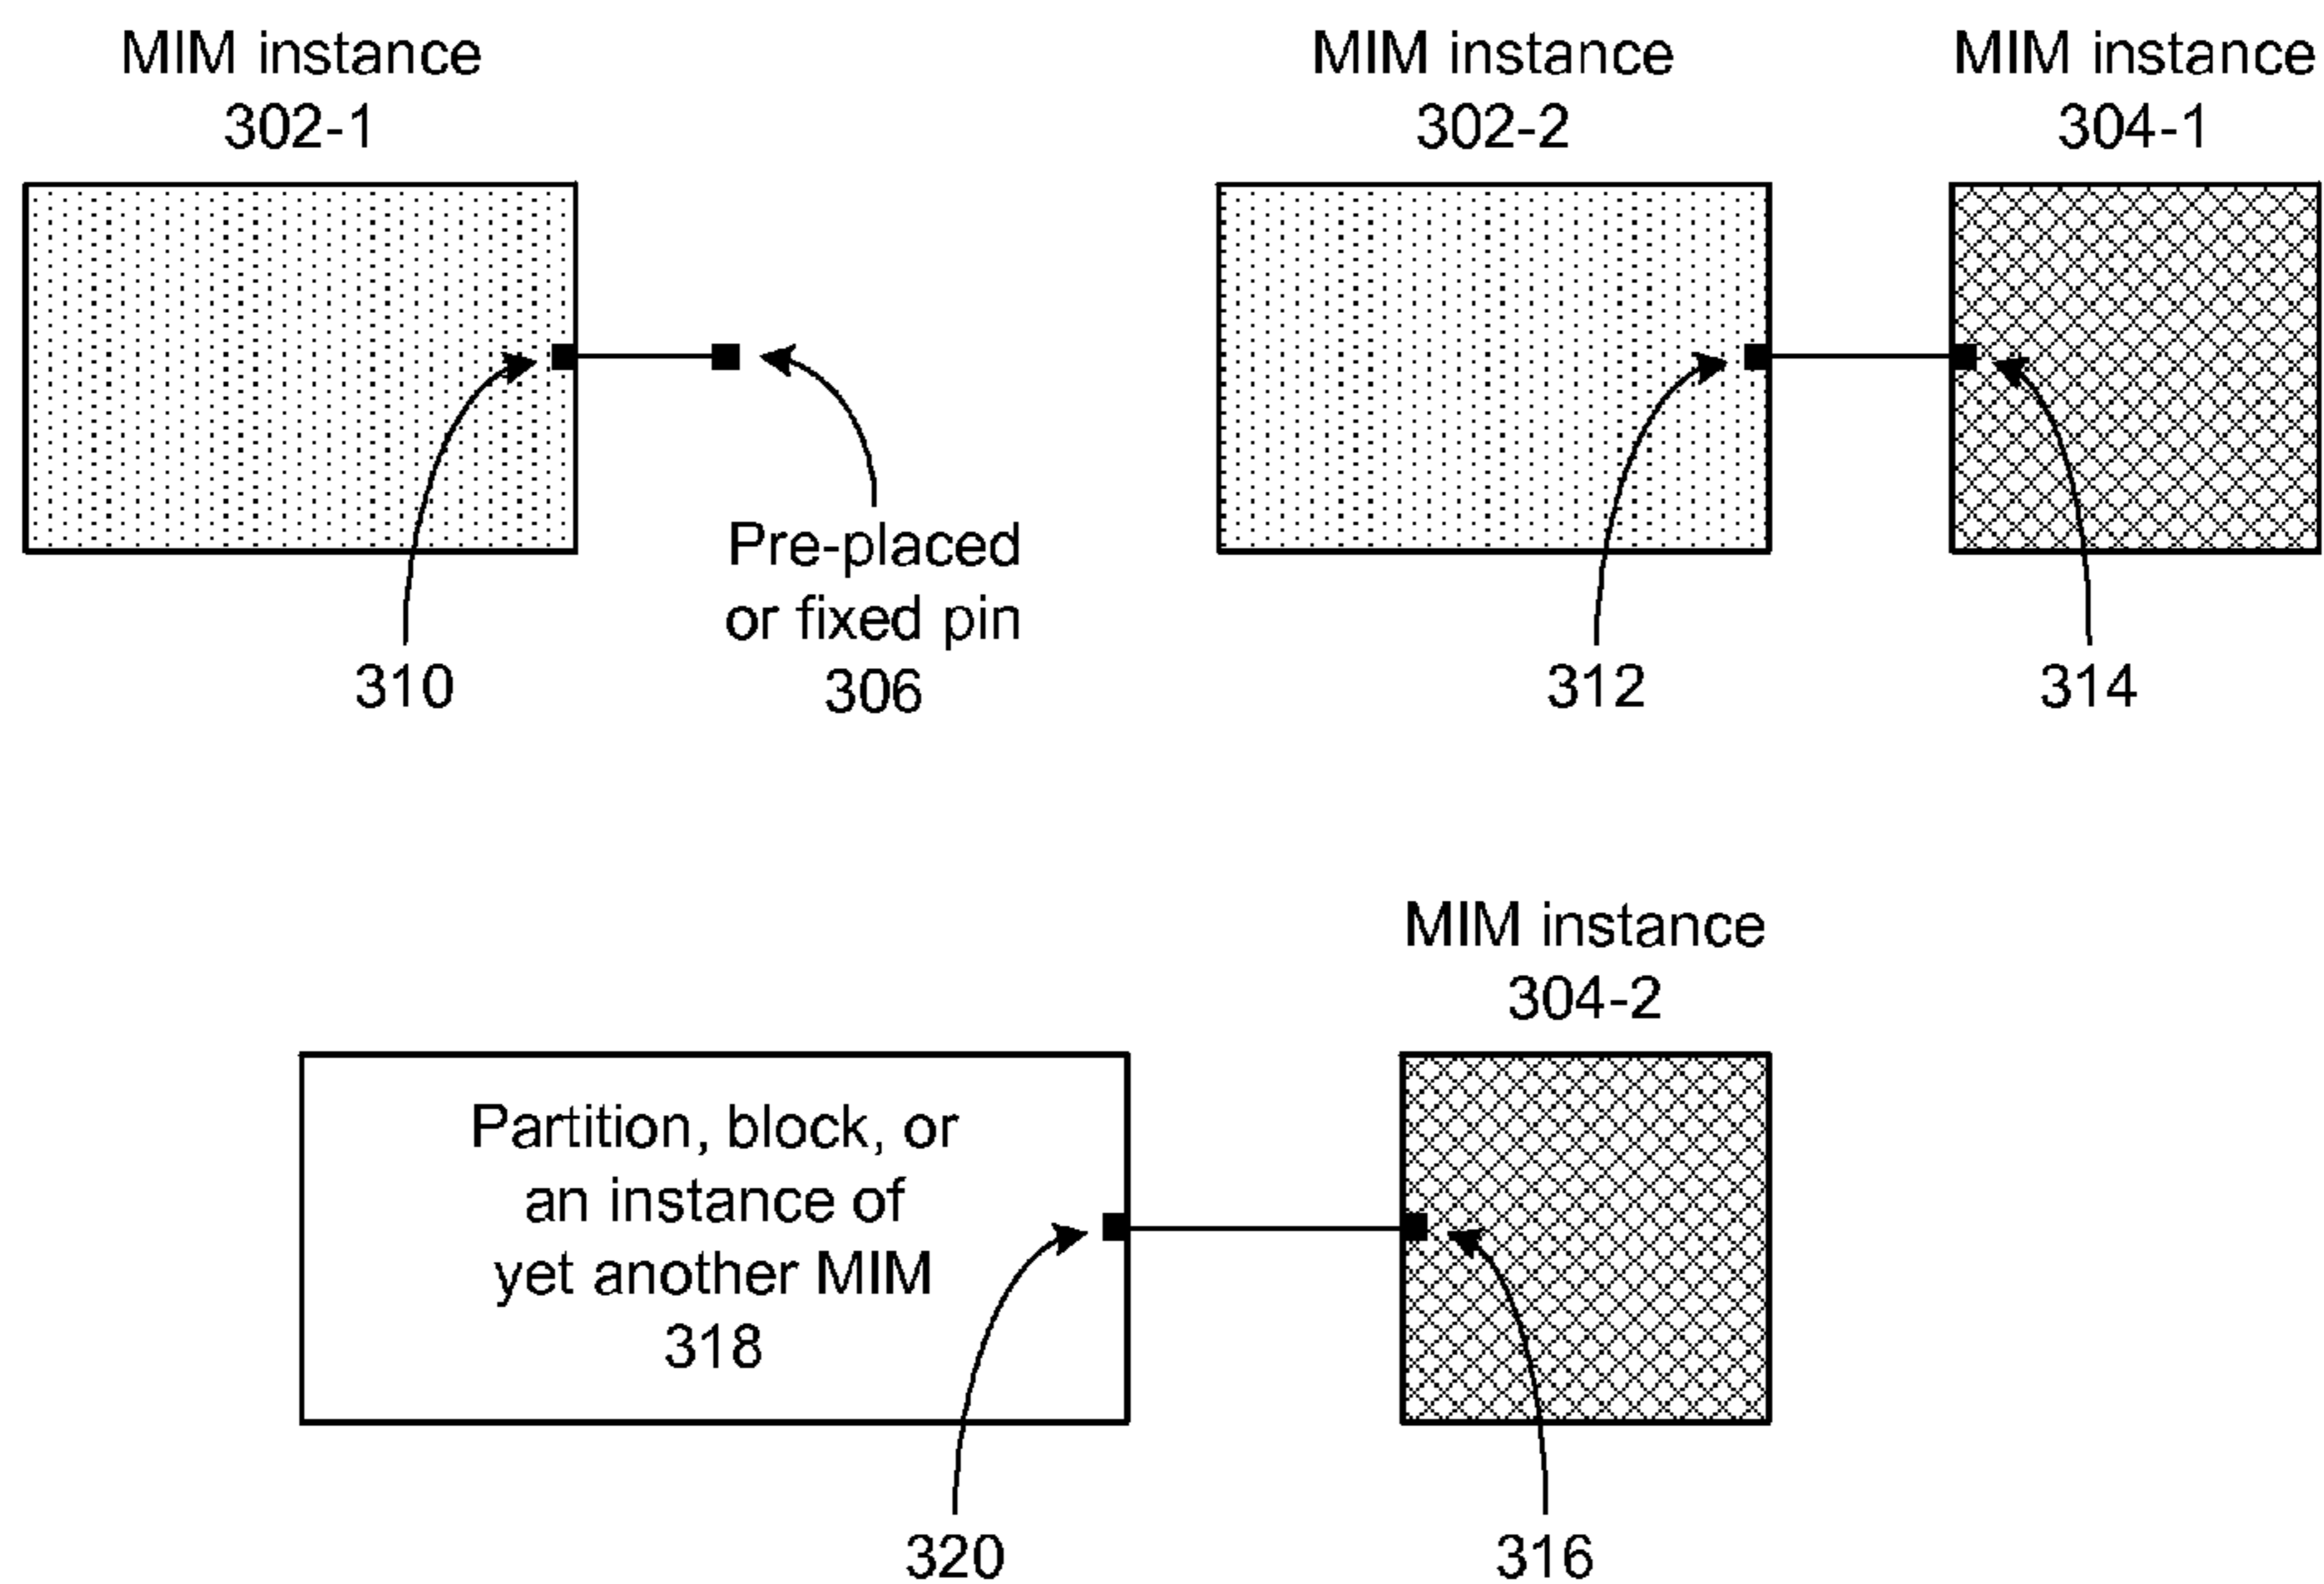 MIM instance
302-1
MIM instance
302-2
MIM instance
304-1
Pre-placed
or fixed pin
306
310
312
314
MIM instance
304-2
Partition, block, or
an instance of
yet another MIM
318
320
316